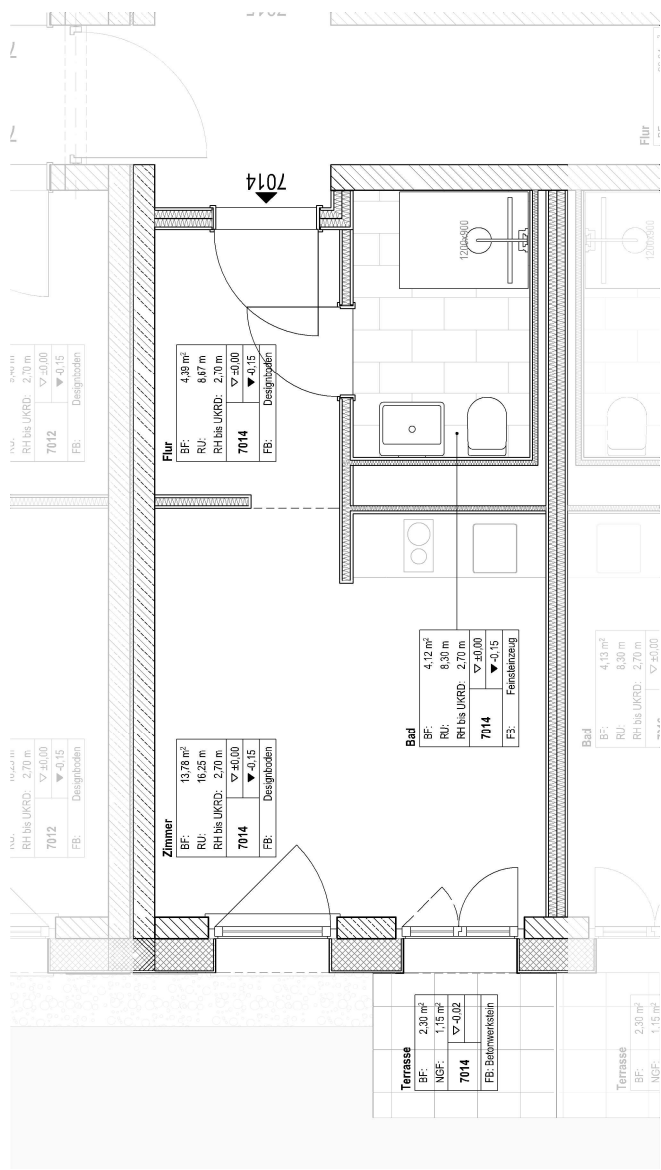 7014
1200x900
1200x900
Flur
Flur
BF: 4,39 m²
RU: 8,67 m
RH bis UKRD: 2,70 m
7014 ▽ ±0,00
▼ -0,15
FB: Designboden
RH bis UKRD: 2,70 m
7012 ▽ ±0,00
▼ -0,15
FB: Designboden
Bad
BF: 4,12 m²
RU: 8,30 m
RH bis UKRD: 2,70 m
7014 ▽ ±0,00
▼ -0,15
FB: Feinsteinzeug
Bad
BF: 4,13 m²
RU: 8,30 m
RH bis UKRD: 2,70 m
▽ ±0,00
Zimmer
BF: 13,78 m²
RU: 16,25 m
RH bis UKRD: 2,70 m
7014 ▽ ±0,00
▼ -0,15
FB: Designboden
RH bis UKRD: 2,70 m
7012 ▽ ±0,00
▼ -0,15
FB: Designboden
Terrasse
BF: 2,30 m²
NGF: 1,15 m²
7014 ▽ -0,02
FB: Betonwerkstein
Terrasse
BF: 2,30 m²
NGF: 1,15 m²